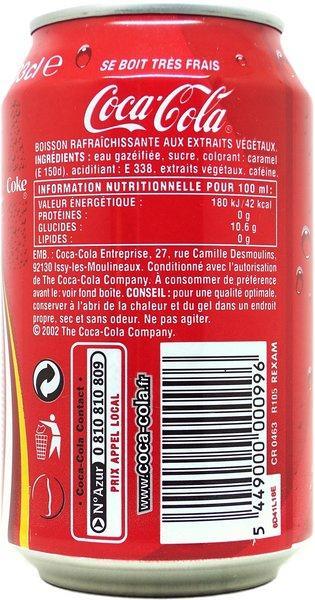 3cl e
SE BOIT TRÈS FRAIS
Coca-Cola
®
Coke
BOISSON RAFRAÎCHISSANTE AUX EXTRAITS VÉGÉTAUX.
INGRÉDIENTS : eau gazéifiée, sucre, colorant : caramel
(E 150d), acidifiant : E 338, extraits végétaux, caféine.
INFORMATION NUTRITIONNELLE POUR 100 ml :
VALEUR ÉNERGÉTIQUE : 180 kJ / 42 kcal
PROTÉINES : 0 g
GLUCIDES : 10.6 g
LIPIDES : 0 g
EMB. : Coca-Cola Entreprise, 27, rue Camille Desmoulins,
92130 Issy-les-Moulineaux. Conditionné avec l'autorisation
de The Coca-Cola Company. À consommer de préférence
avant le: voir fond boîte. CONSEIL : pour une qualité optimale,
conserver à l'abri de la chaleur et du gel dans un endroit
propre, sec et sans odeur. Ne pas agiter.
© 2002 The Coca-Cola Company.
• Coca-Cola Contact •
N°Azur 0 810 810 809
PRIX APPEL LOCAL
www.coca-cola.fr
5 449000 000996
CR 0463 R105 REXAM
6D41L16E